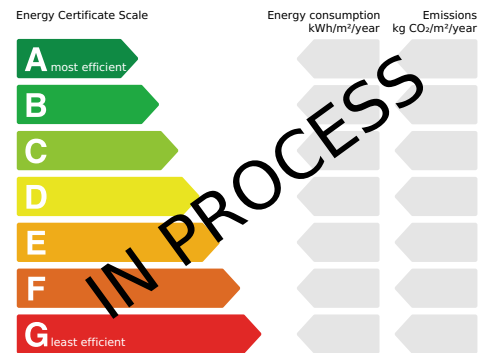 Energy Certificate Scale
Energy consumption
kWh/m²/year
Emissions
kg CO₂/m²/year
A most efficient
B
C
D
E
F
G least efficient
IN PROCESS